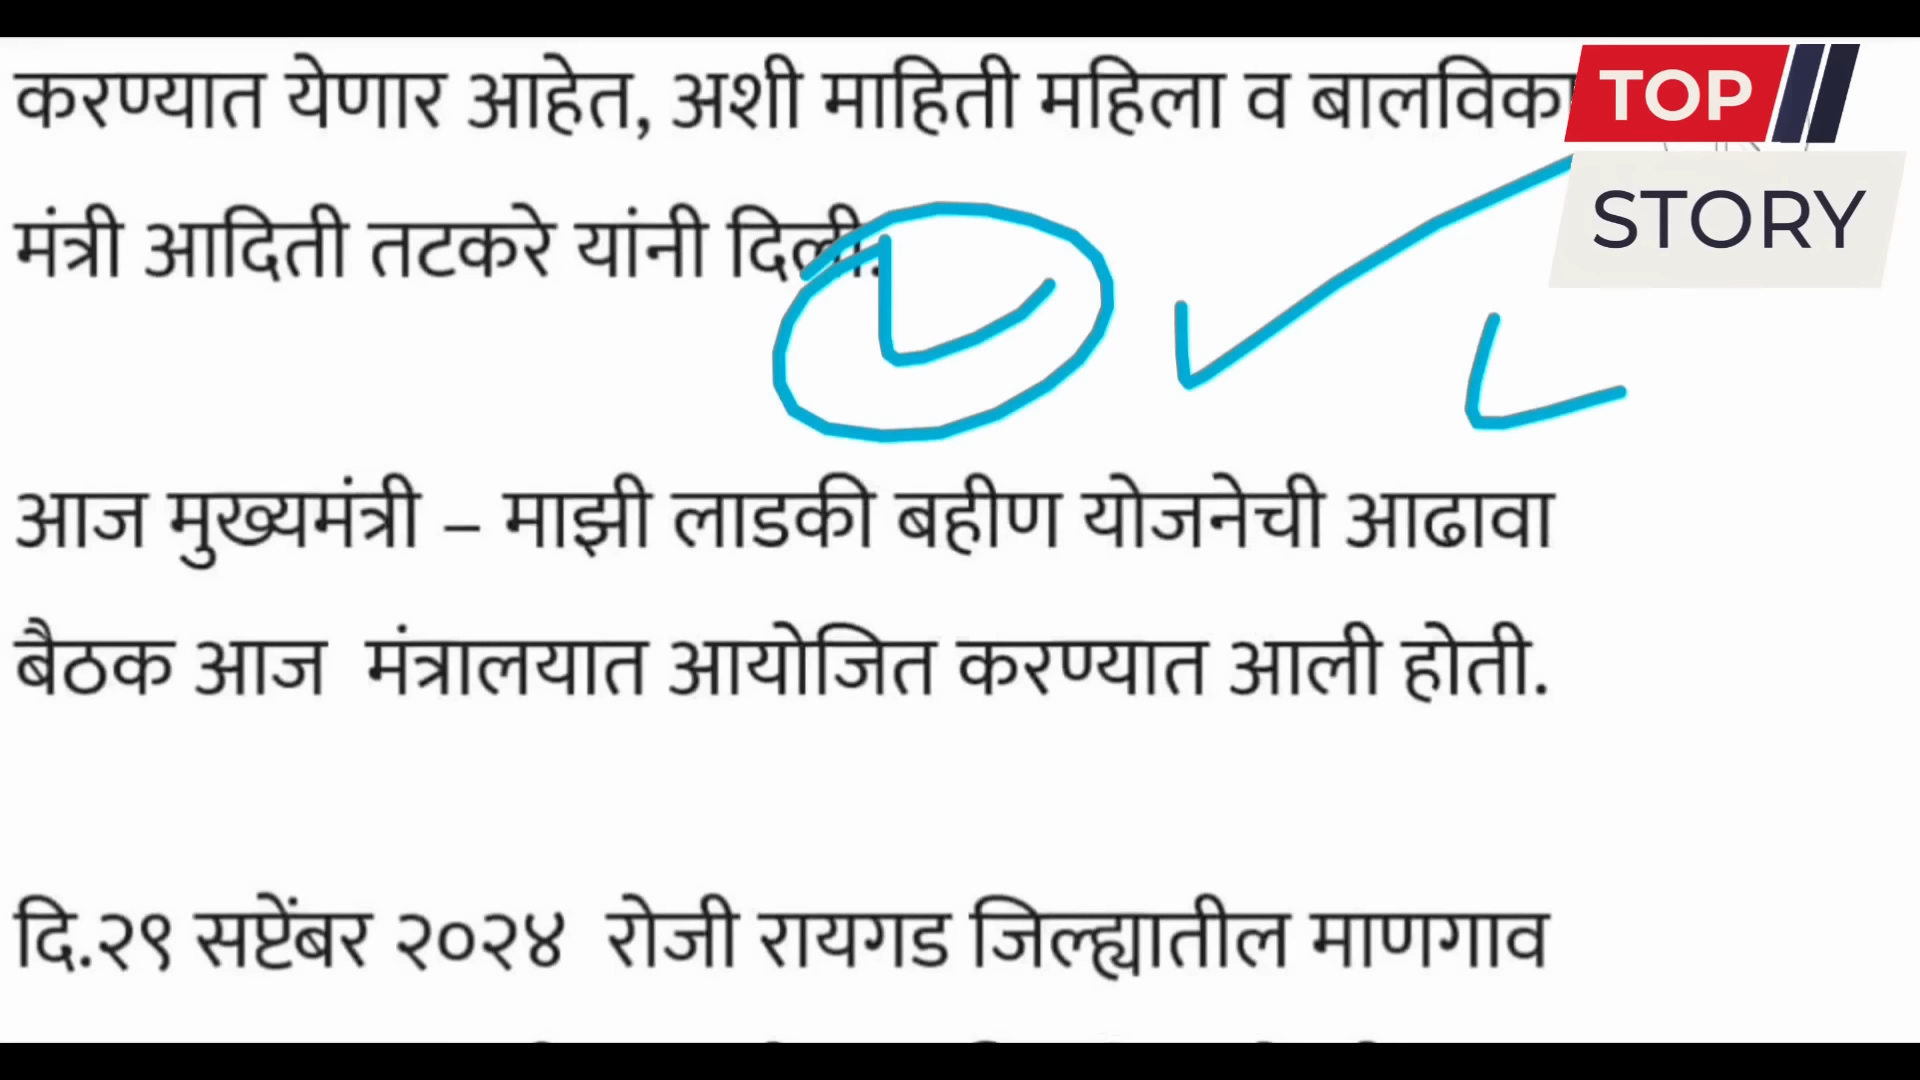 करण्यात येणार आहेत, अशी माहिती महिला व बालविका
TOP
STORY
मंत्री आदिती तटकरे यांनी दिली.
आज मुख्यमंत्री – माझी लाडकी बहीण योजनेची आढावा
बैठक आज मंत्रालयात आयोजित करण्यात आली होती.
दि.२९ सप्टेंबर २०२४ रोजी रायगड जिल्ह्यातील माणगाव